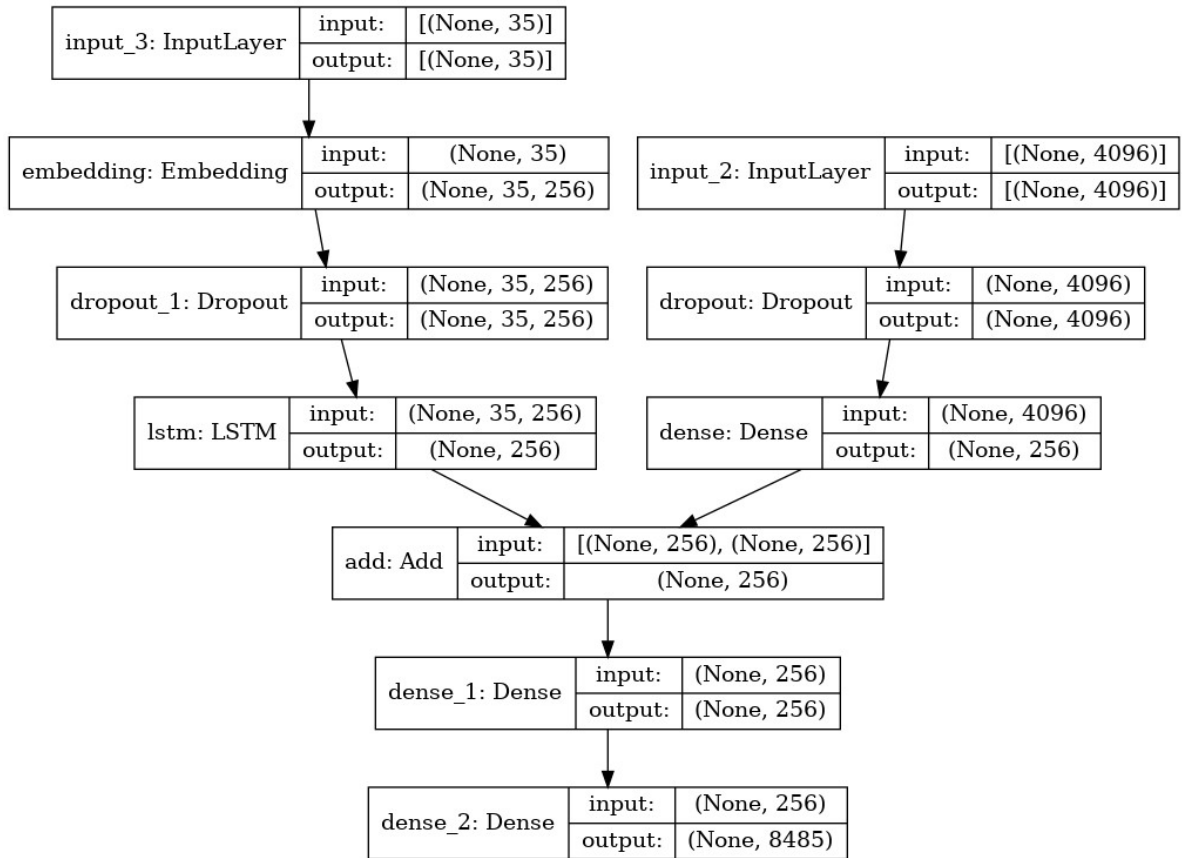 input_3: InputLayer
input: [(None, 35)]
output: [(None, 35)]
embedding: Embedding
input: (None, 35)
output: (None, 35, 256)
input_2: InputLayer
input: [(None, 4096)]
output: [(None, 4096)]
dropout_1: Dropout
input: (None, 35, 256)
output: (None, 35, 256)
dropout: Dropout
input: (None, 4096)
output: (None, 4096)
lstm: LSTM
input: (None, 35, 256)
output: (None, 256)
dense: Dense
input: (None, 4096)
output: (None, 256)
add: Add
input: [(None, 256), (None, 256)]
output: (None, 256)
dense_1: Dense
input: (None, 256)
output: (None, 256)
dense_2: Dense
input: (None, 256)
output: (None, 8485)